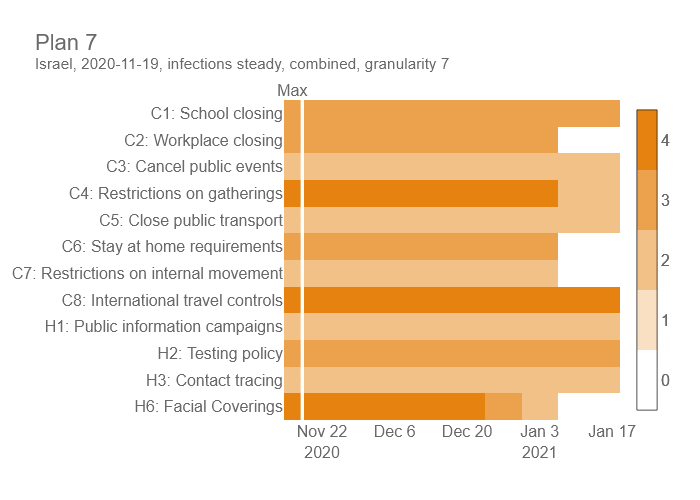 Plan 7
Israel, 2020-11-19, infections steady, combined, granularity 7
Max
C1: School closing
C2: Workplace closing
C3: Cancel public events
C4: Restrictions on gatherings
C5: Close public transport
C6: Stay at home requirements
C7: Restrictions on internal movement
C8: International travel controls
H1: Public information campaigns
H2: Testing policy
H3: Contact tracing
H6: Facial Coverings
4
3
2
1
0
Nov 22 Dec 6 Dec 20 Jan 3 Jan 17
2020 2021